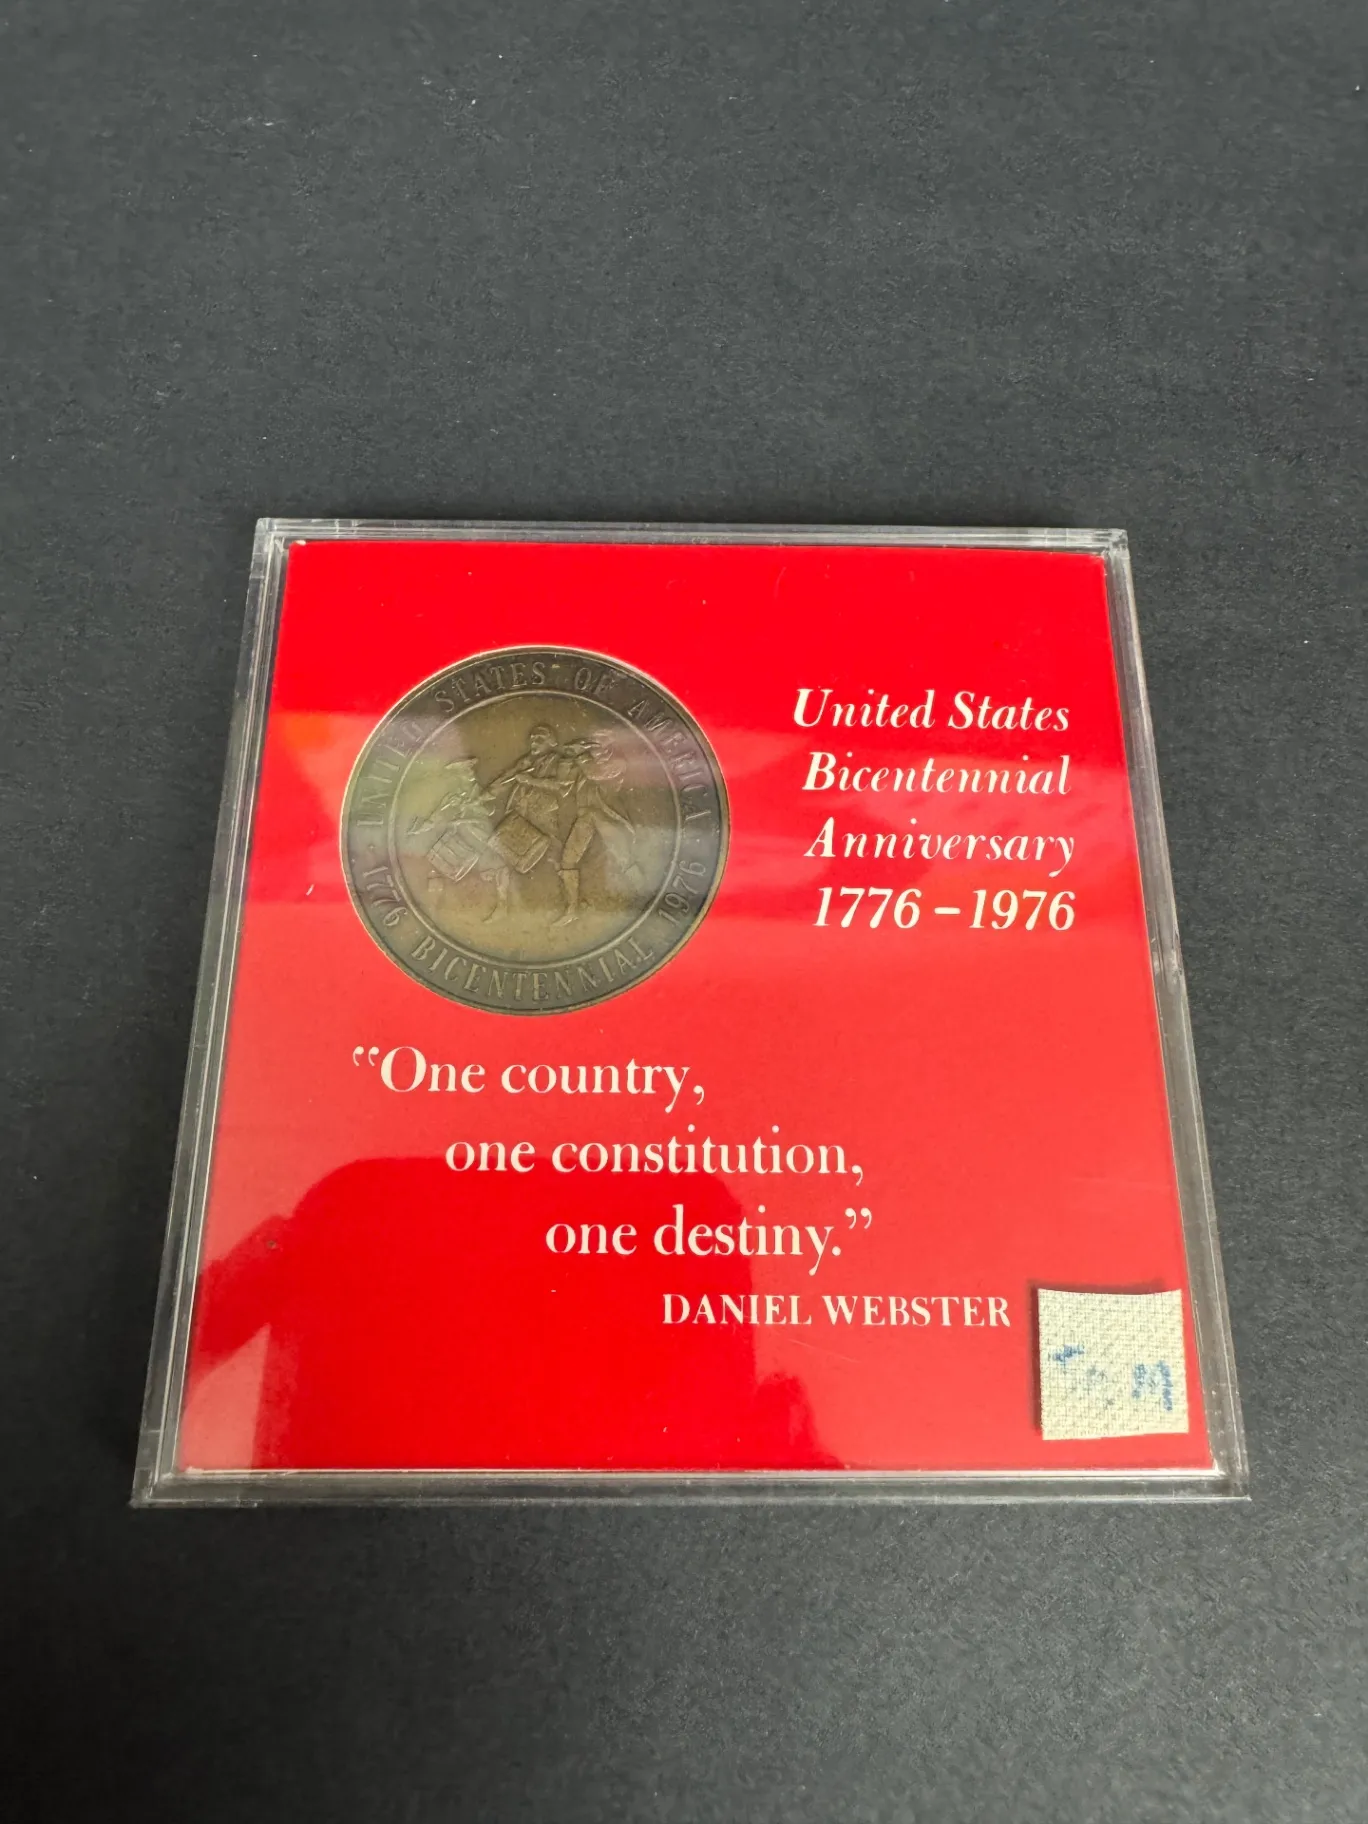 UNITED STATES OF AMERICA
1776 BICENTENNIAL 1976
United States
Bicentennial
Anniversary
1776 – 1976
“One country,
one constitution,
one destiny.”
DANIEL WEBSTER